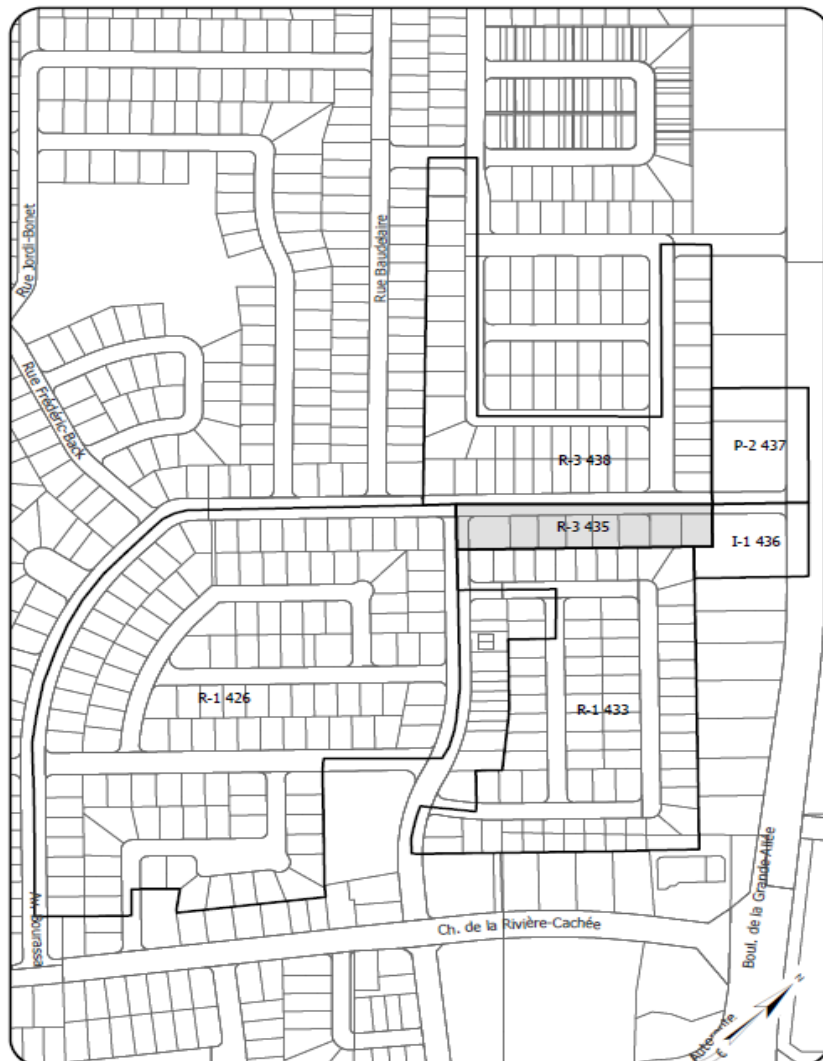 Rue Jordi-Bonet
Rue Baudelaire
Rue Frédéric-Back
R-3 438
P-2 437
R-3 435
I-1 436
R-1 426
R-1 433
Av. Bourassa
Ch. de la Rivière-Cachée
Boul. de la Grande-Allée
Autoroute
N